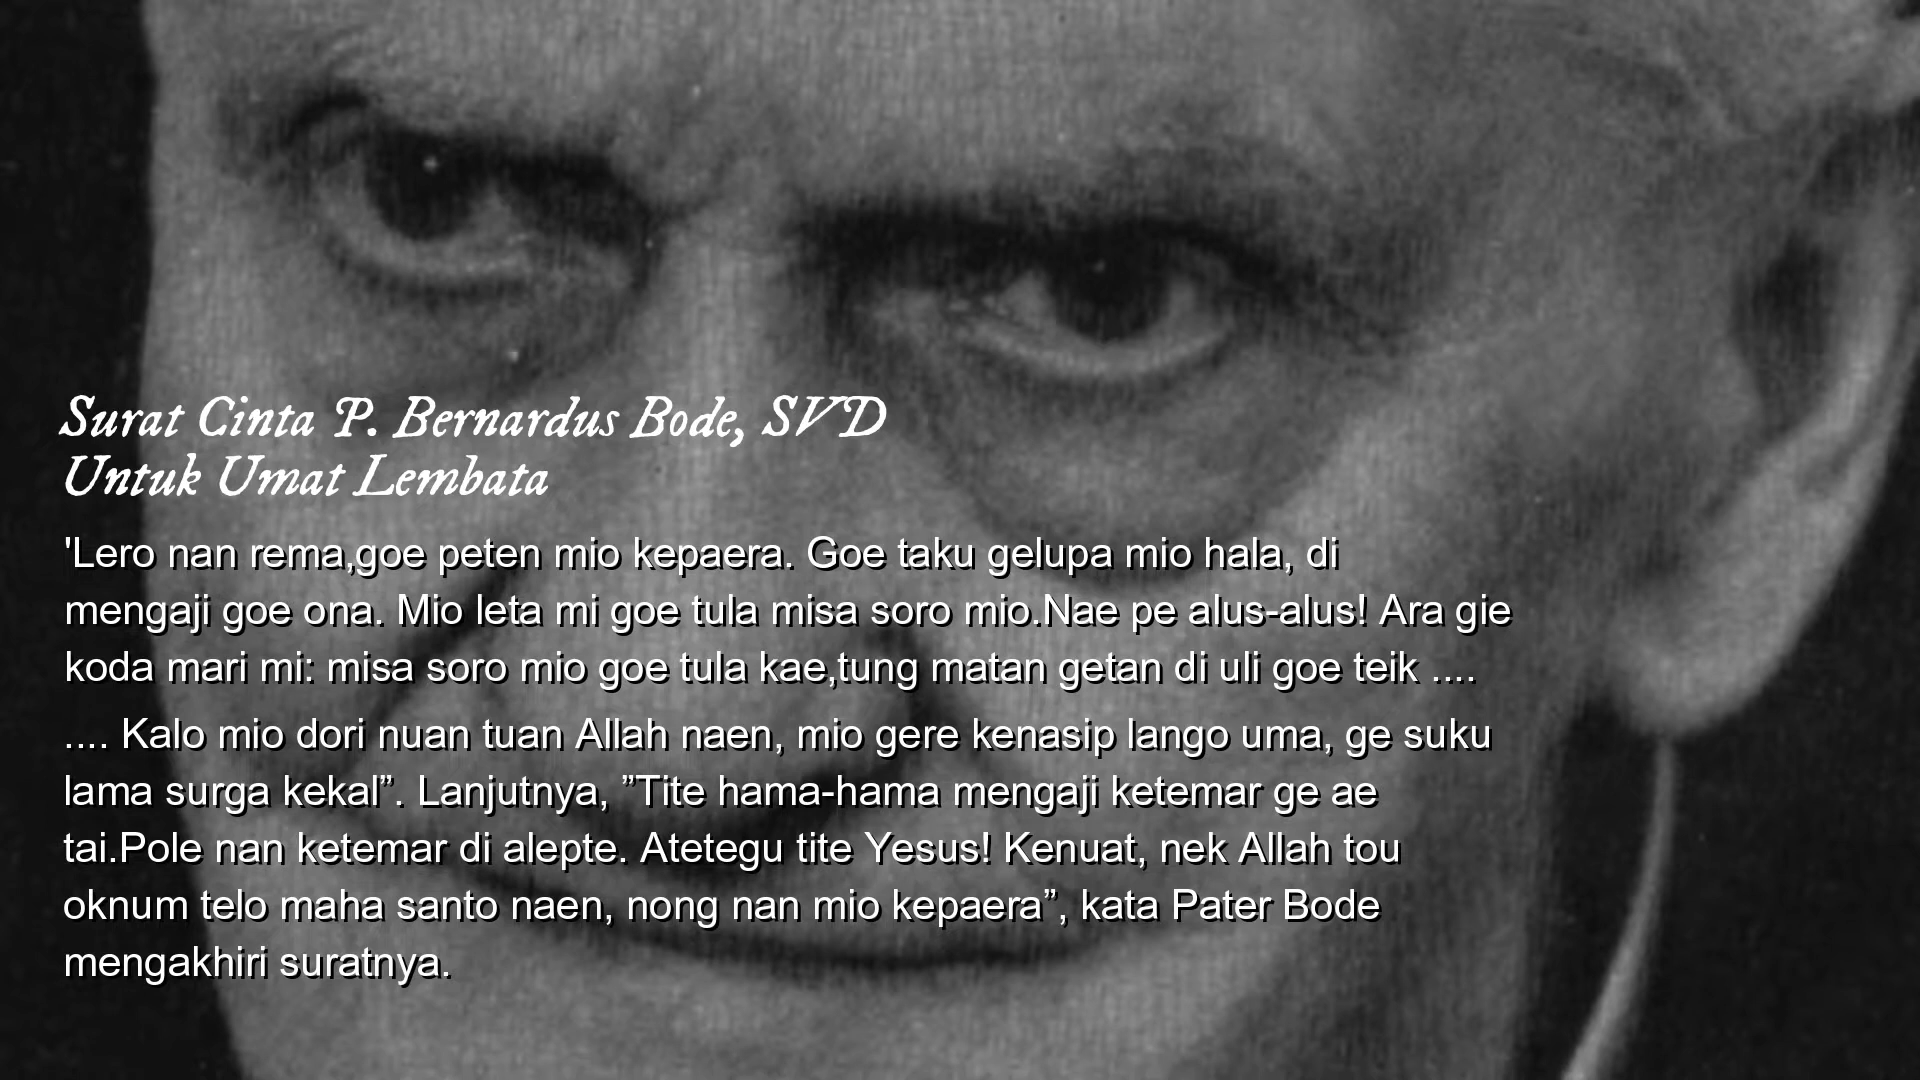 Surat Cinta P. Bernardus Bode, SVD
Untuk Umat Lembata
'Lero nan rema,goe peten mio kepaera. Goe taku gelupa mio hala, di
mengaji goe ona. Mio leta mi goe tula misa soro mio.Nae pe alus-alus! Ara gie
koda mari mi: misa soro mio goe tula kae,tung matan getan di uli goe teik ....
.... Kalo mio dori nuan tuan Allah naen, mio gere kenasip lango uma, ge suku
lama surga kekal”. Lanjutnya, ”Tite hama-hama mengaji ketemar ge ae
tai.Pole nan ketemar di alepte. Atetegu tite Yesus! Kenuat, nek Allah tou
oknum telo maha santo naen, nong nan mio kepaera”, kata Pater Bode
mengakhiri suratnya.